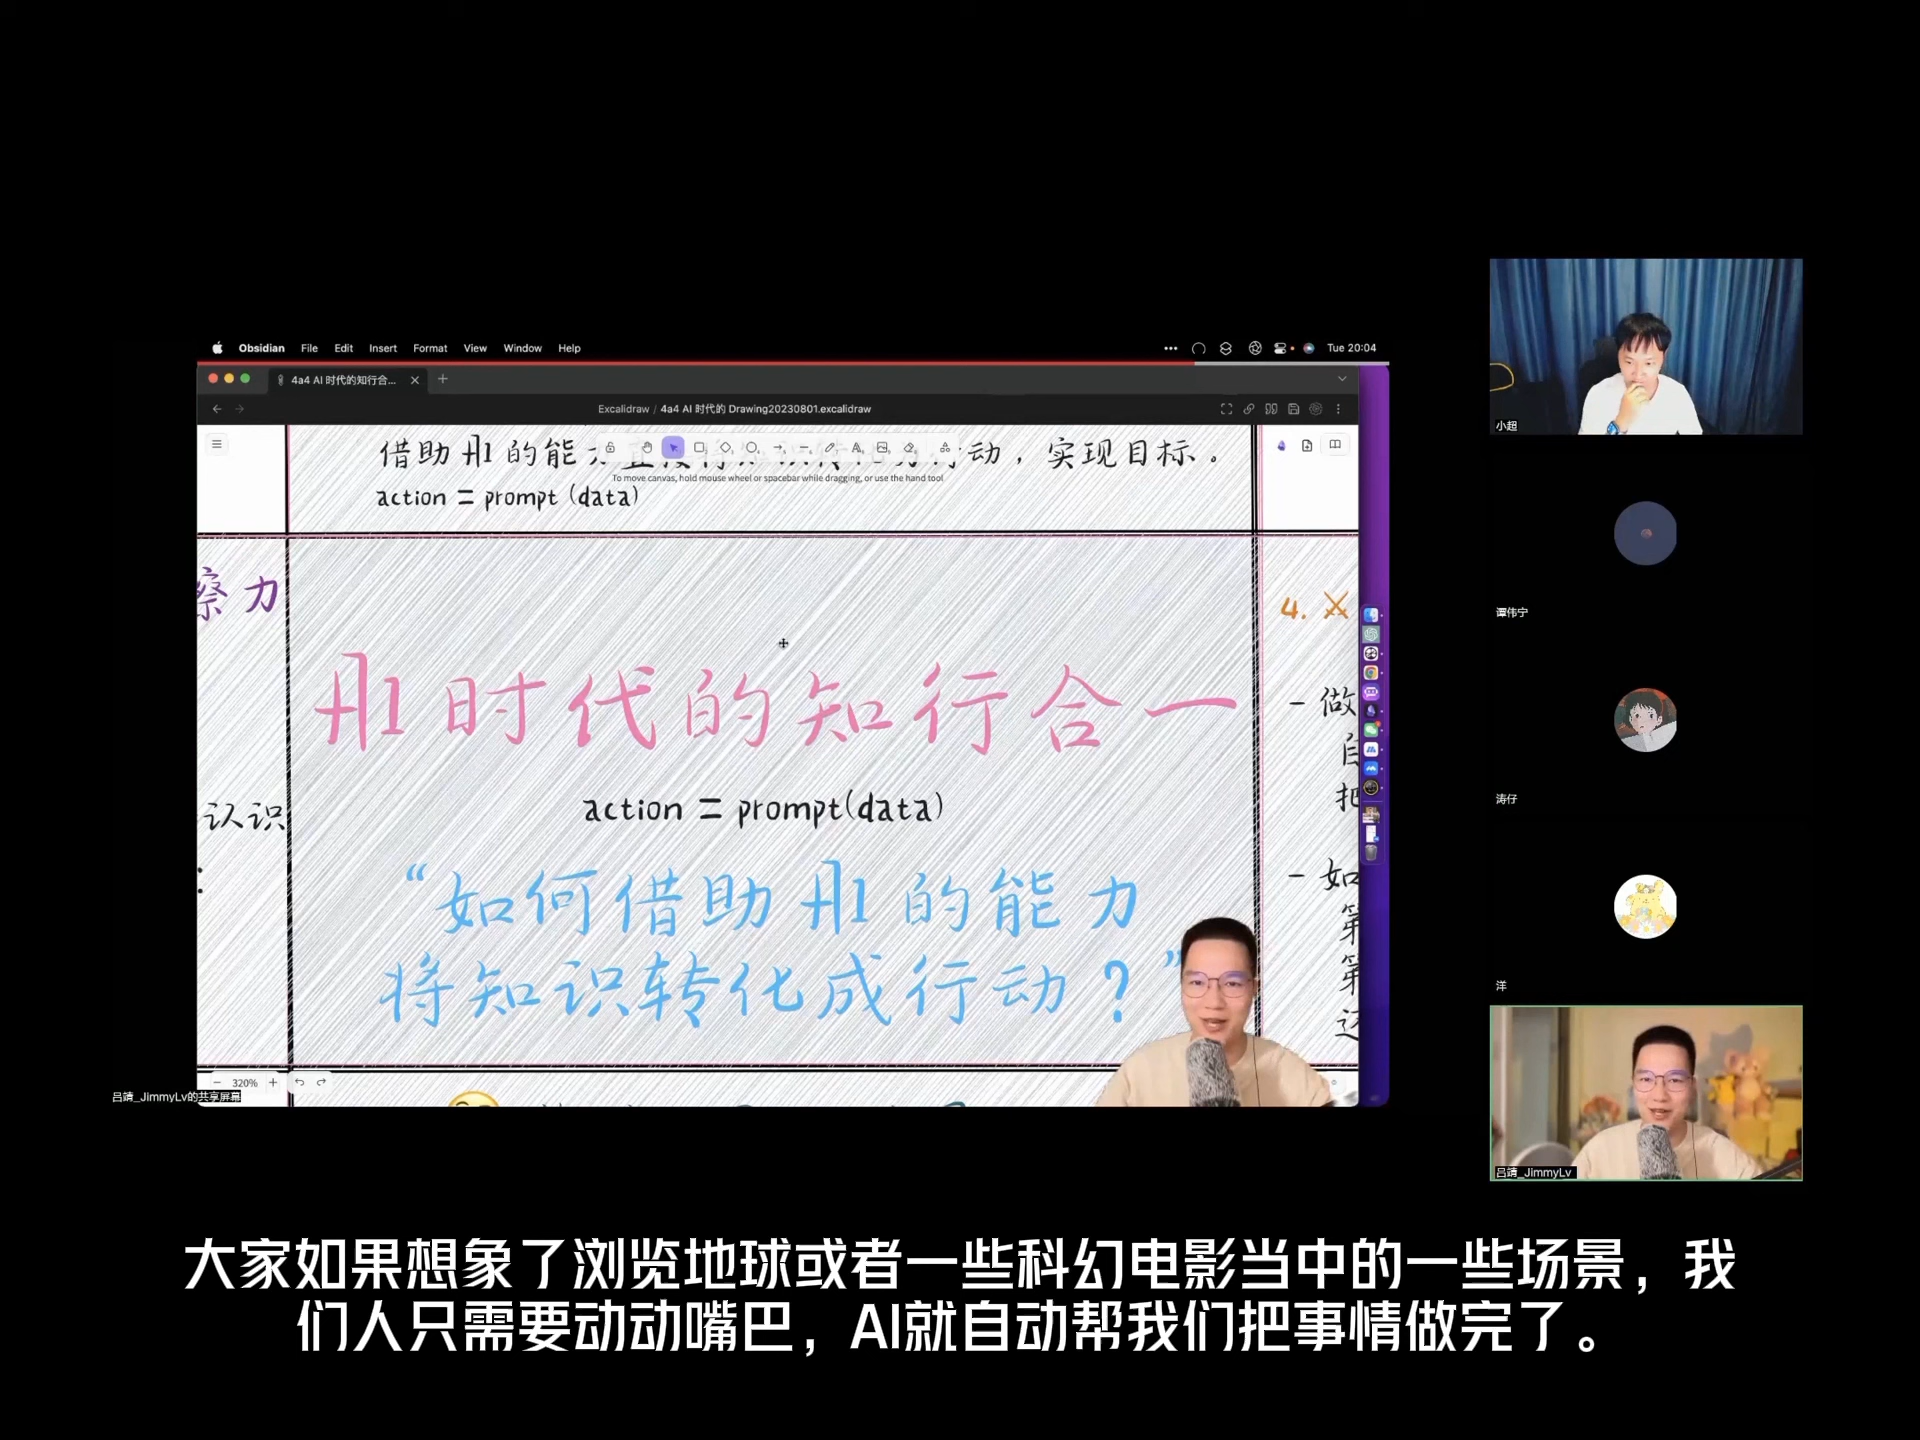 Obsidian File Edit Insert Format View Window Help
Tue 20:04
4a4 AI 时代的知行合...
Excalidraw / 4a4 AI 时代的 Drawing20230801.excalidraw
To move canvas, hold mouse wheel or spacebar while dragging, or use the hand tool
借助 AI 的能
动，实现目标。
action = prompt (data)
察力
认识
:
AI 时代的知行合一
action = prompt(data)
“如何借助 AI 的能力
将知识转化成行动？”
4.
- 做
自
把
- 如
第
第
还
320%
吕靖_JimmyLv的共享屏幕
小超
谭伟宁
涛仔
洋
吕靖_JimmyLv
大家如果想象了浏览地球或者一些科幻电影当中的一些场景，我
们人只需要动动嘴巴，AI就自动帮我们把事情做完了。